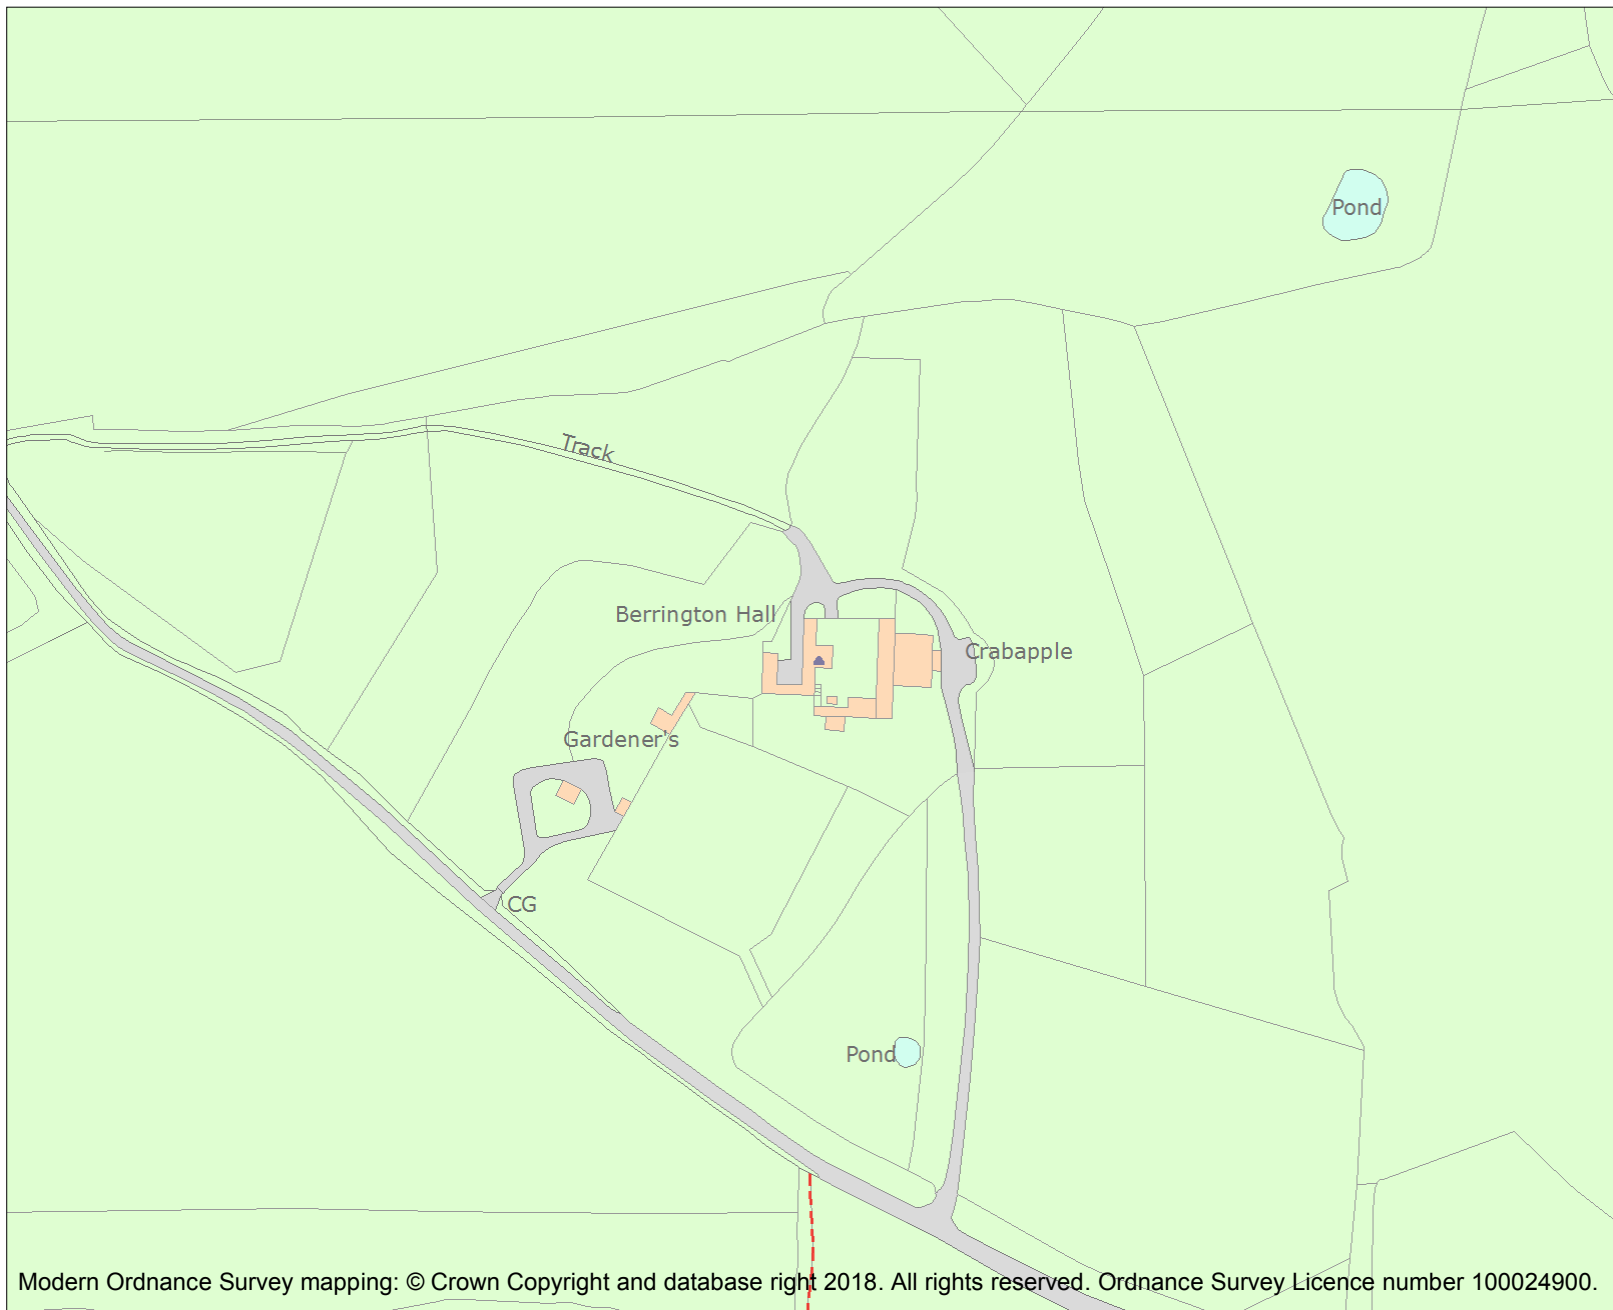 Pond
Track
Berrington Hall
Crabapple
Gardener's
CG
Pond
Modern Ordnance Survey mapping: © Crown Copyright and database right 2018. All rights reserved. Ordnance Survey Licence number 100024900.